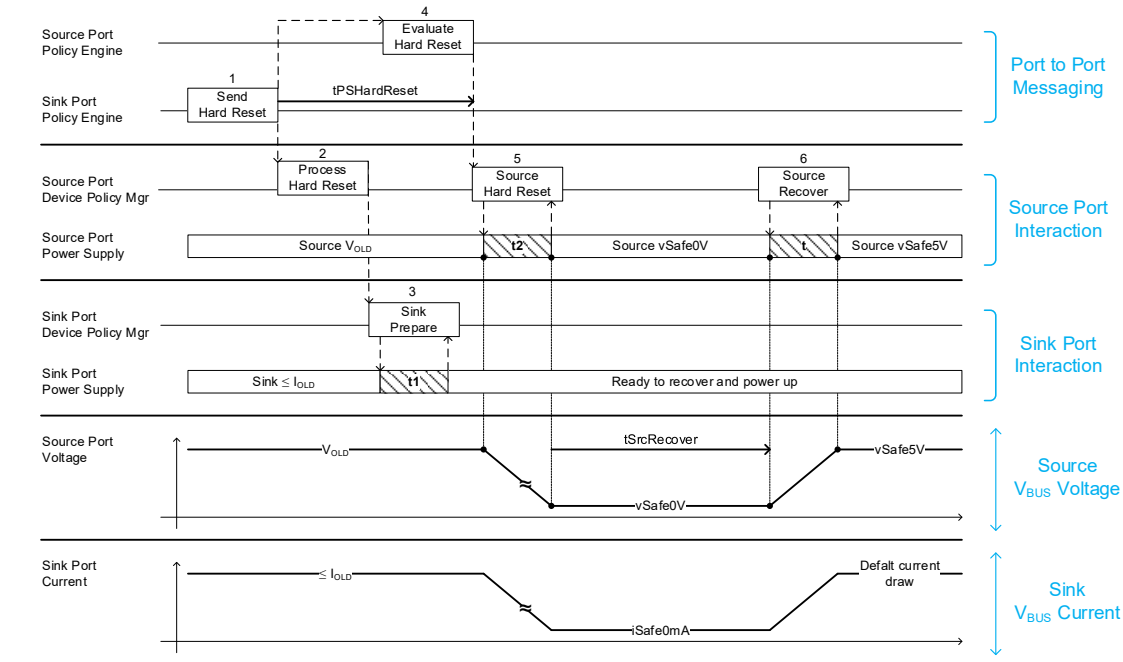 4
Source Port
Policy Engine
Evaluate
Hard Reset
Port to Port
Messaging
1
Sink Port
Policy Engine
Send
Hard Reset
tPSHardReset
2
5
6
Source Port
Device Policy Mgr
Process
Hard Reset
Source
Hard Reset
Source
Recover
Source Port
Interaction
Source Port
Power Supply
Source VOLD
t2
Source vSafe0V
t
Source vSafe5V
3
Sink Port
Device Policy Mgr
Sink
Prepare
Sink Port
Interaction
Sink Port
Power Supply
Sink ≤ IOLD
t1
Ready to recover and power up
Source Port
Voltage
VOLD
tSrcRecover
vSafe5V
vSafe0V
Source
VBUS Voltage
Sink Port
Current
≤ IOLD
Defalt current
draw
iSafe0mA
Sink
VBUS Current